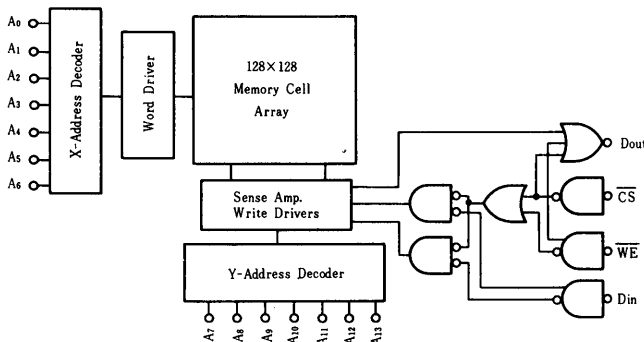 A0
A1
A2
A3
A4
A5
A6
X-Address Decoder
Word Driver
128×128
Memory Cell
Array
Sense Amp.
Write Drivers
Y-Address Decoder
A7
A8
A9
A10
A11
A12
A13
Dout
CS
WE
Din